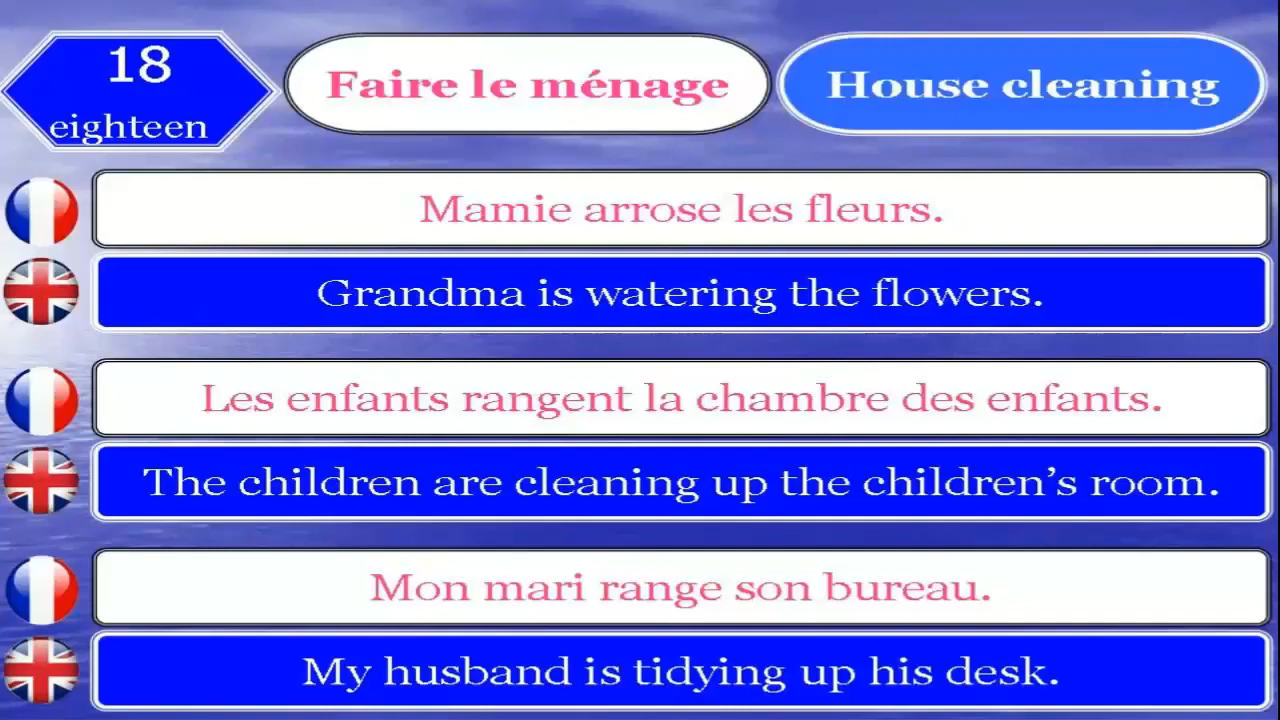 18
eighteen
Faire le ménage
House cleaning
Mamie arrose les fleurs.
Grandma is watering the flowers.
Les enfants rangent la chambre des enfants.
The children are cleaning up the children’s room.
Mon mari range son bureau.
My husband is tidying up his desk.